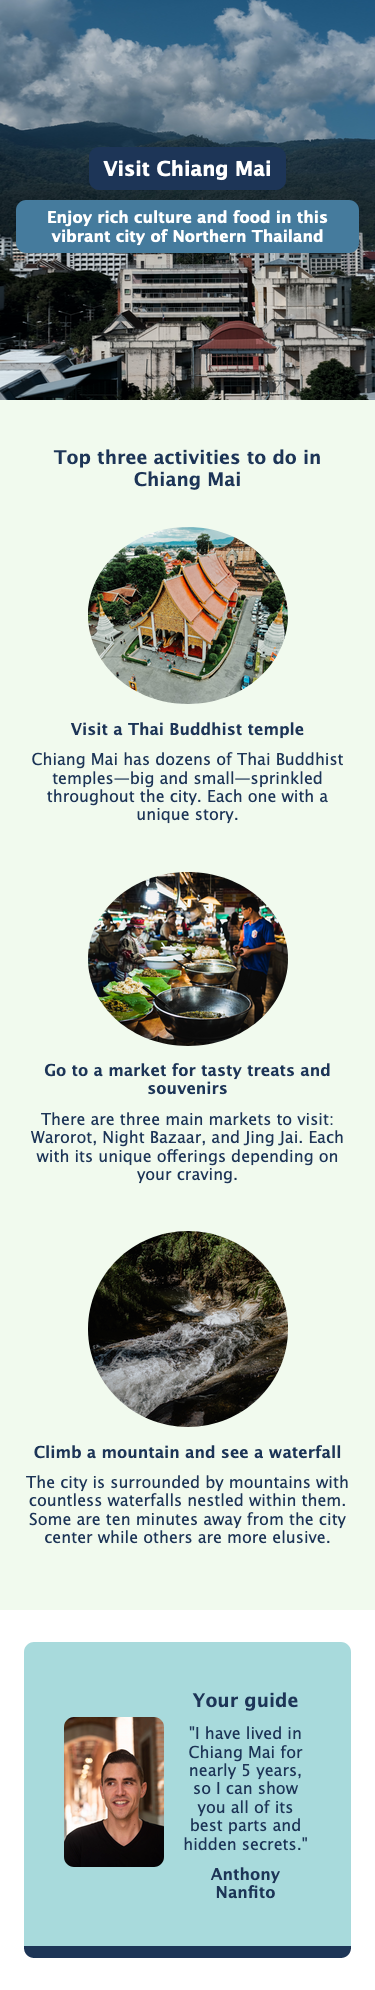 Visit Chiang Mai
Enjoy rich culture and food in this
vibrant city of Northern Thailand
Top three activities to do in
Chiang Mai
Visit a Thai Buddhist temple
Chiang Mai has dozens of Thai Buddhist
temples—big and small—sprinkled
throughout the city. Each one with a
unique story.
Go to a market for tasty treats and
souvenirs
There are three main markets to visit:
Warorot, Night Bazaar, and Jing Jai. Each
with its unique offerings depending on
your craving.
Climb a mountain and see a waterfall
The city is surrounded by mountains with
countless waterfalls nestled within them.
Some are ten minutes away from the city
center while others are more elusive.
Your guide
"I have lived in
Chiang Mai for
nearly 5 years,
so I can show
you all of its
best parts and
hidden secrets."
Anthony
Nanfito